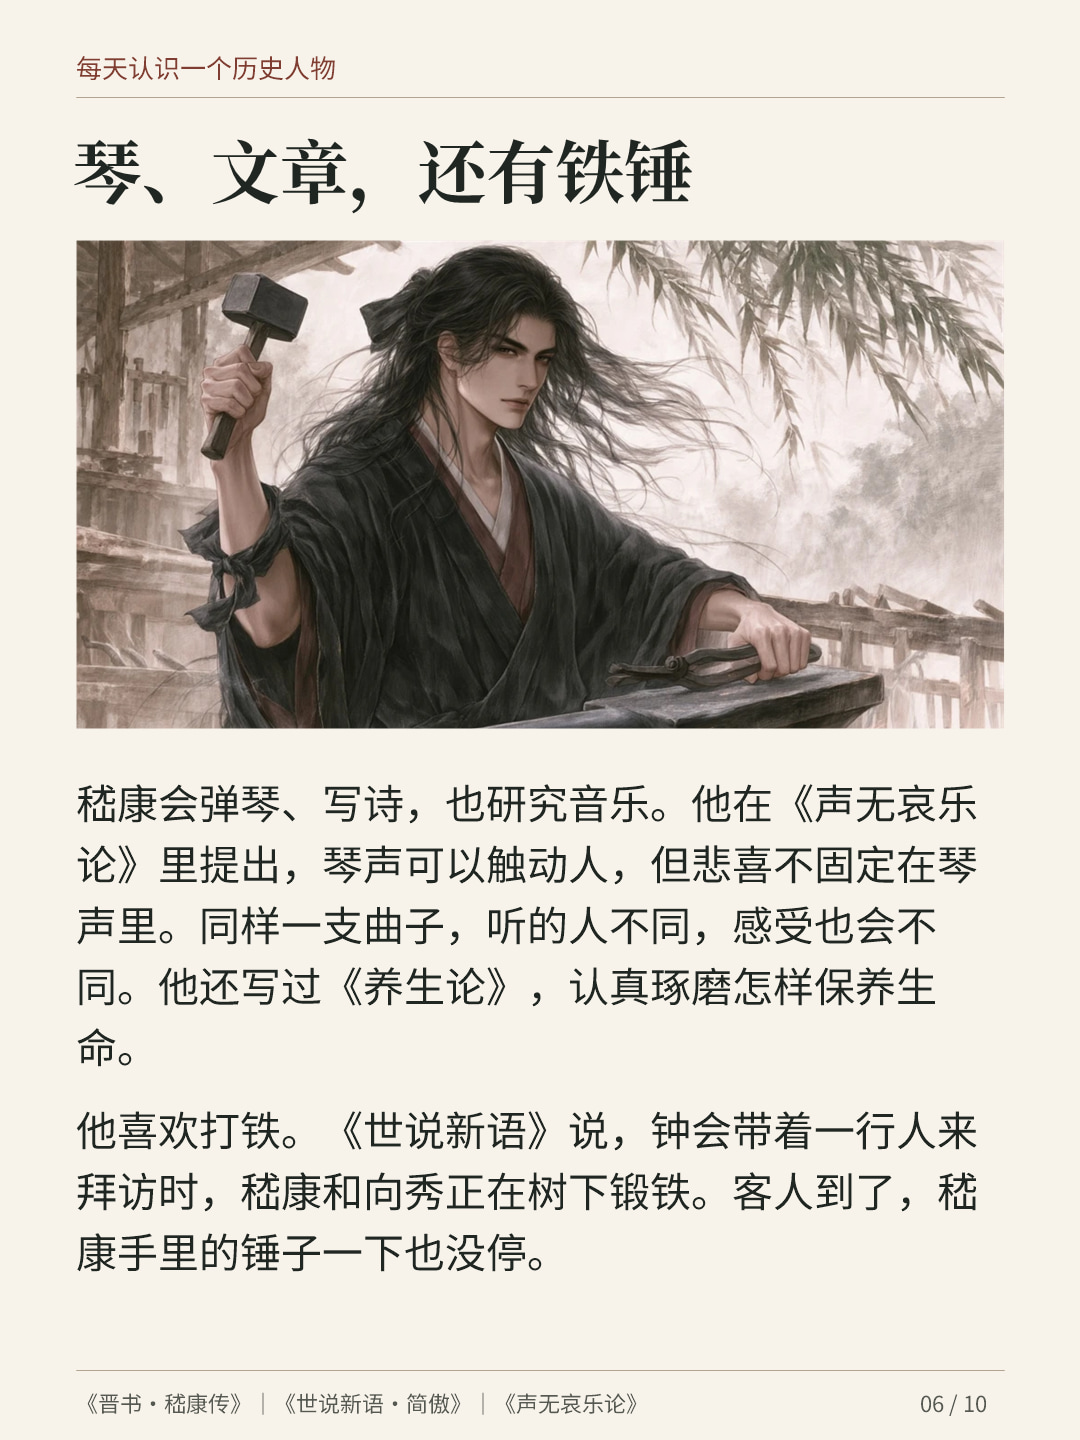 每天认识一个历史人物
琴、文章，还有铁锤
嵇康会弹琴、写诗，也研究音乐。他在《声无哀乐
论》里提出，琴声可以触动人，但悲喜不固定在琴
声里。同样一支曲子，听的人不同，感受也会不
同。他还写过《养生论》，认真琢磨怎样保养生
命。
他喜欢打铁。《世说新语》说，钟会带着一行人来
拜访时，嵇康和向秀正在树下锻铁。客人到了，嵇
康手里的锤子一下也没停。
《晋书·嵇康传》｜《世说新语·简傲》｜《声无哀乐论》
06 / 10